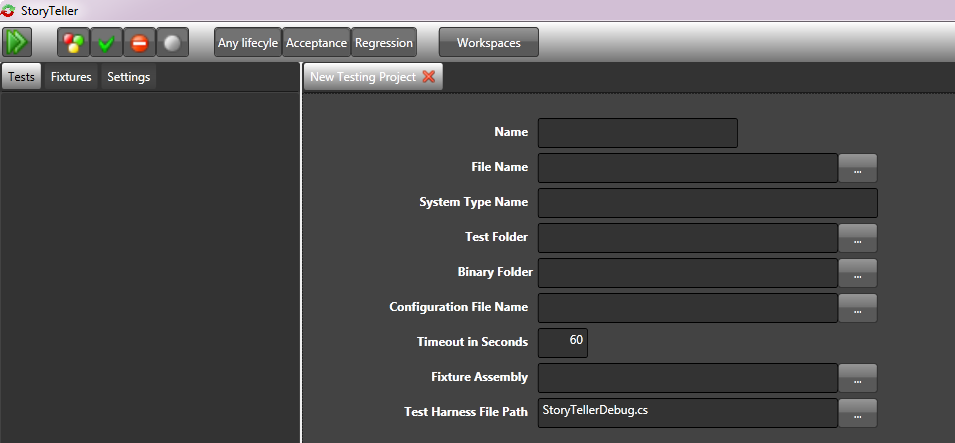 StoryTeller
Any lifecyle Acceptance Regression Workspaces
Tests Fixtures Settings New Testing Project
Name
File Name ...
System Type Name
Test Folder ...
Binary Folder ...
Configuration File Name ...
Timeout in Seconds 60
Fixture Assembly ...
Test Harness File Path StoryTellerDebug.cs ...